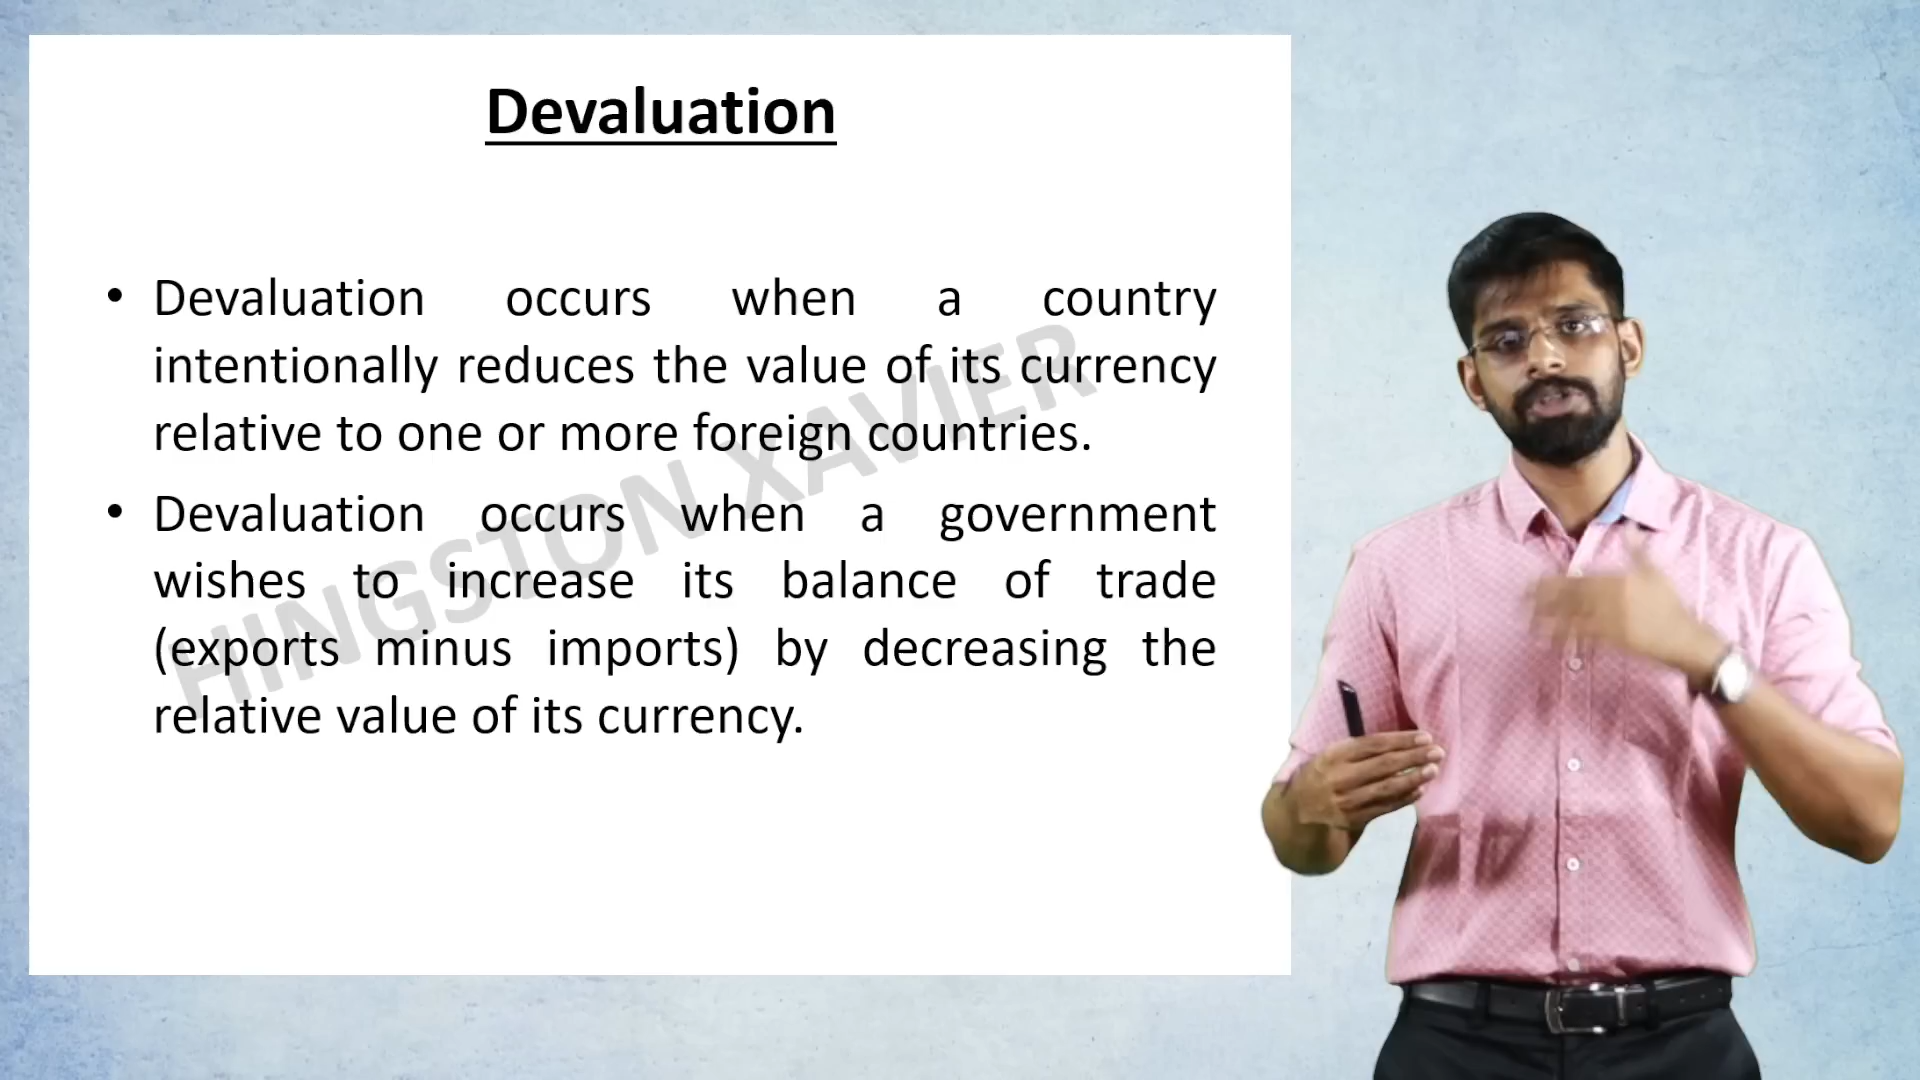 Devaluation
• Devaluation occurs when a country
intentionally reduces the value of its currency
relative to one or more foreign countries.
• Devaluation occurs when a government
wishes to increase its balance of trade
(exports minus imports) by decreasing the
relative value of its currency.
HINGSTON XAVIER